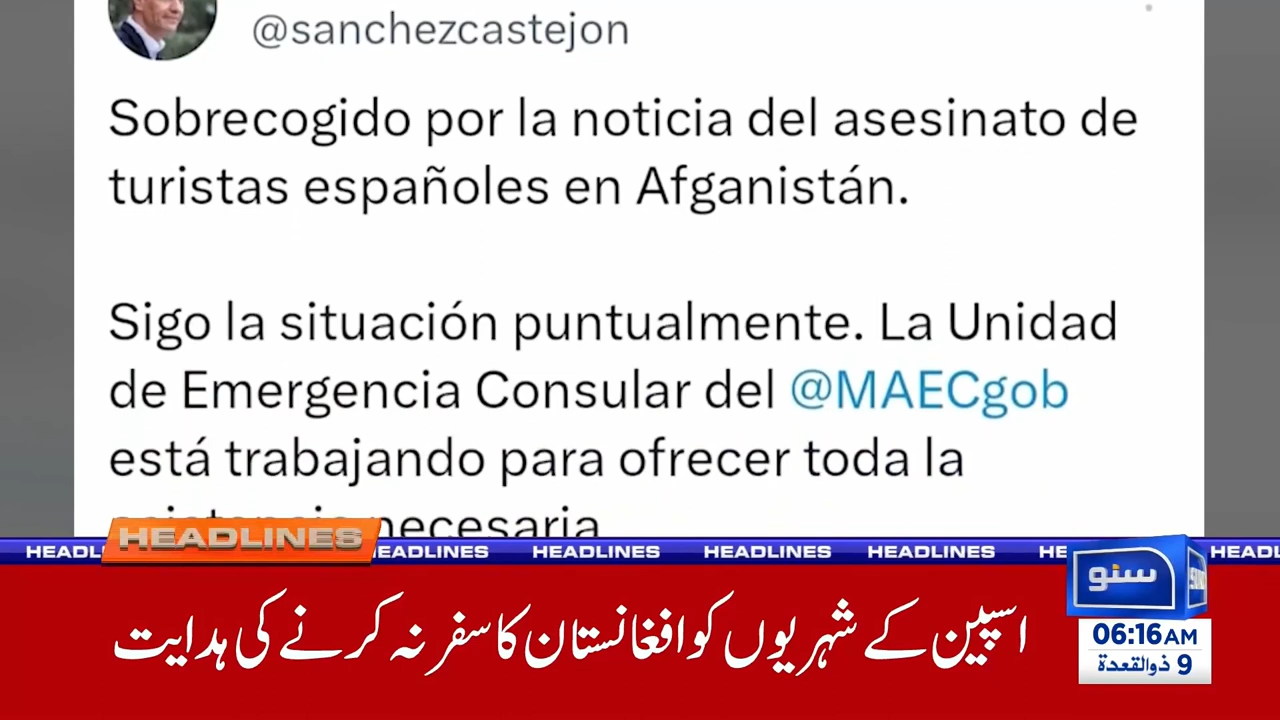 @sanchezcastejon
Sobrecogido por la noticia del asesinato de
turistas españoles en Afganistán.
Sigo la situación puntualmente. La Unidad
de Emergencia Consular del @MAECgob
está trabajando para ofrecer toda la
necesaria
HEADLINES
HEADLINES HEADLINES HEADLINES HEADLINES
سنو
اسپین کے شہریوں کو افغانستان کا سفر نہ کرنے کی ہدایت
06:16AM
9 ذوالقعدة